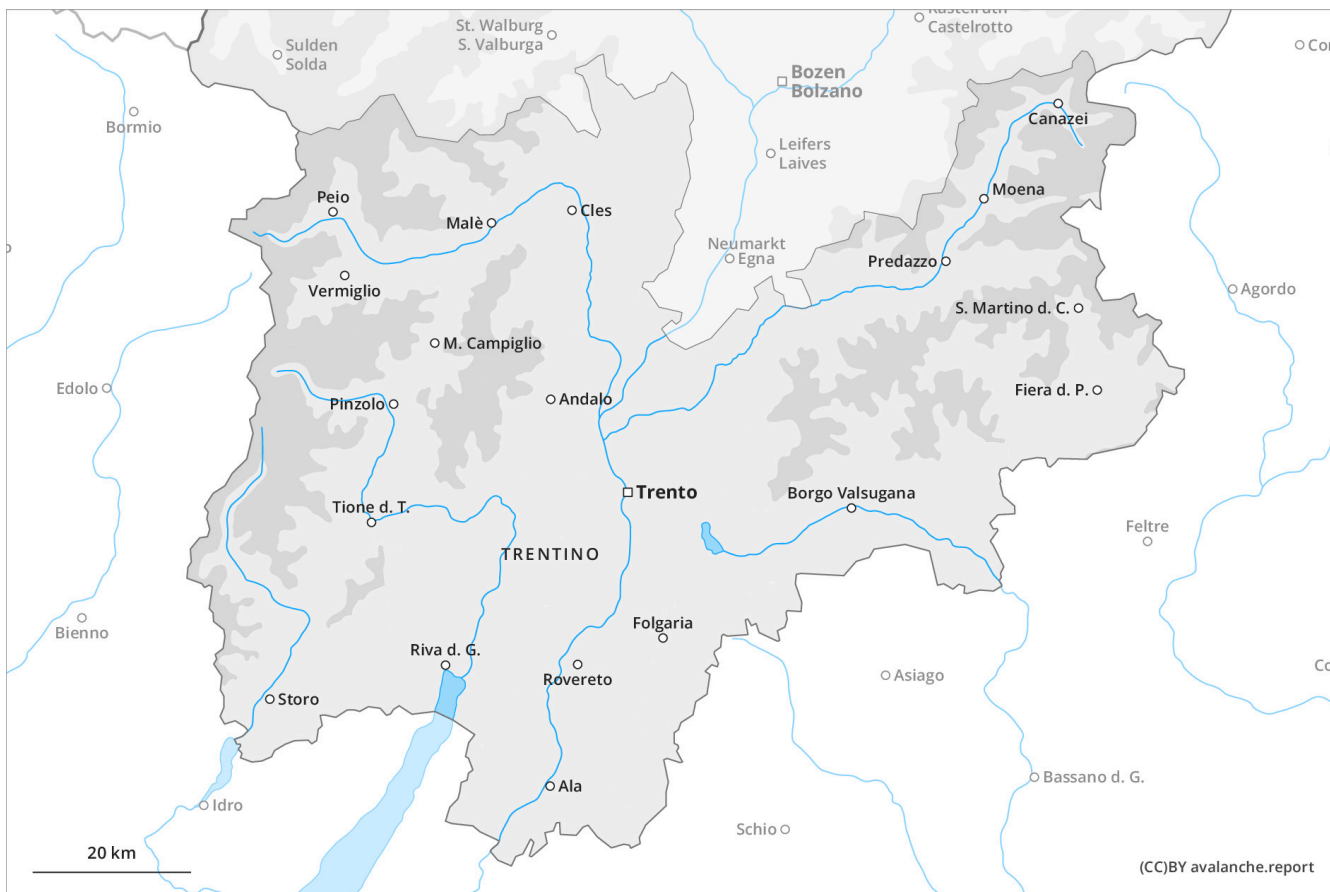 St. Walburg
S. Valburga
Kastelruth
Castelrotto
Sulden
Solda
Bozen
Bolzano
Bormio
Canazei
Leifers
Laives
Peio
Moena
Malè
Cles
Neumarkt
Egna
Predazzo
Vermiglio
Agordo
S. Martino d. C.
M. Campiglio
Edolo
Pinzolo
Andalo
Fiera d. P.
Trento
Borgo Valsugana
Tione d. T.
Feltre
TRENTINO
Bienno
Folgaria
Riva d. G.
Rovereto
Asiago
Storo
Bassano d. G.
Ala
Idro
Schio
20 km
(CC)BY avalanche.report